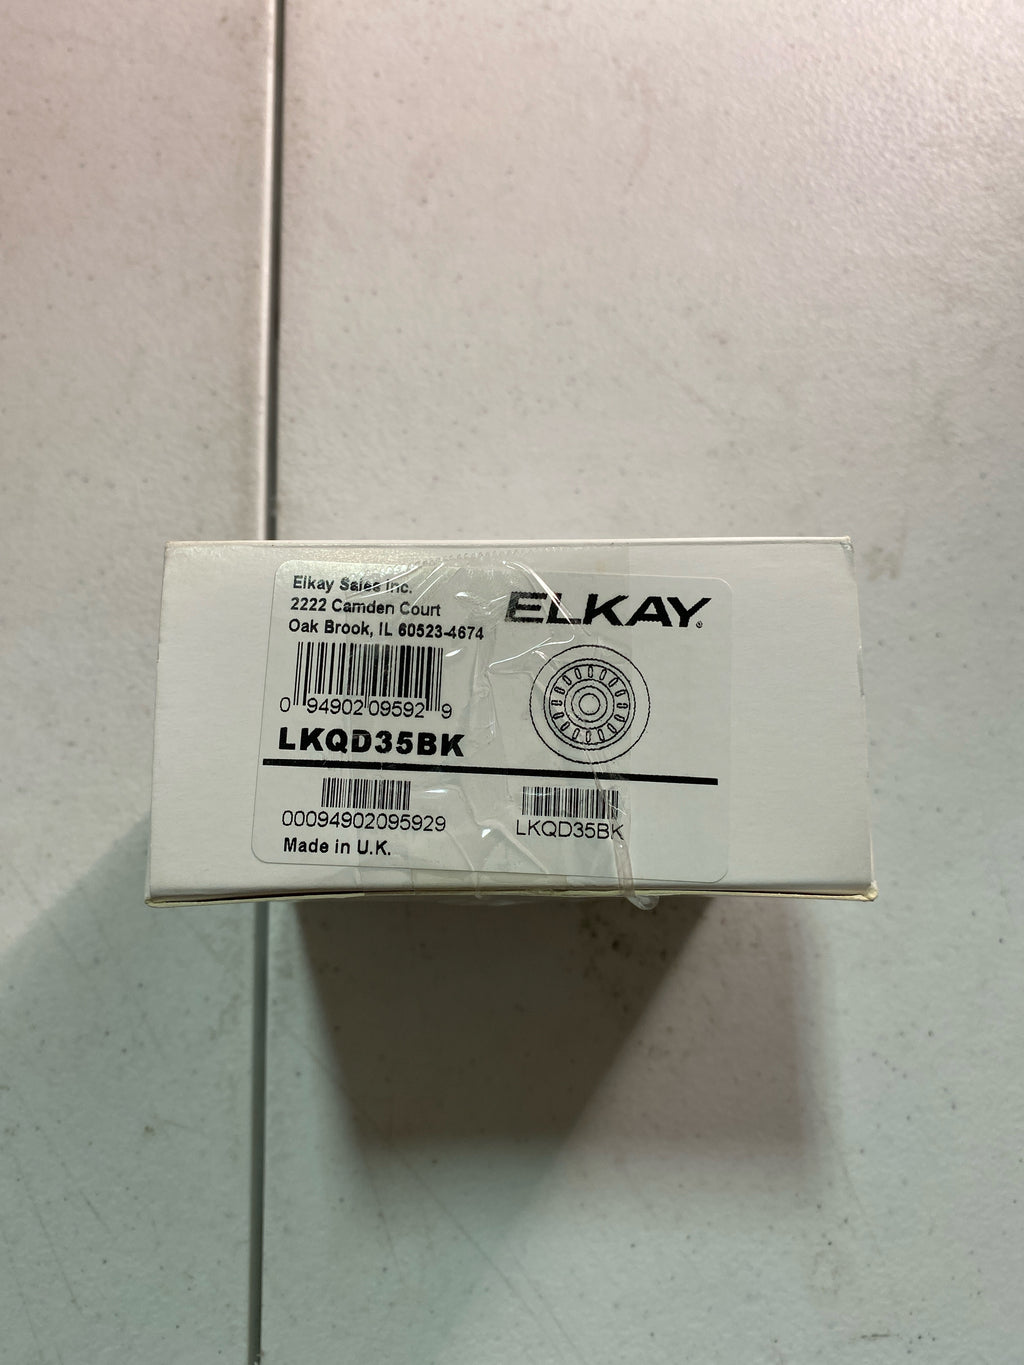 Elkay Sales Inc.
2222 Camden Court
Oak Brook, IL 60523-4674
ELKAY®
0 94902 09592 9
LKQD35BK
00094902095929
LKQD35BK
Made in U.K.